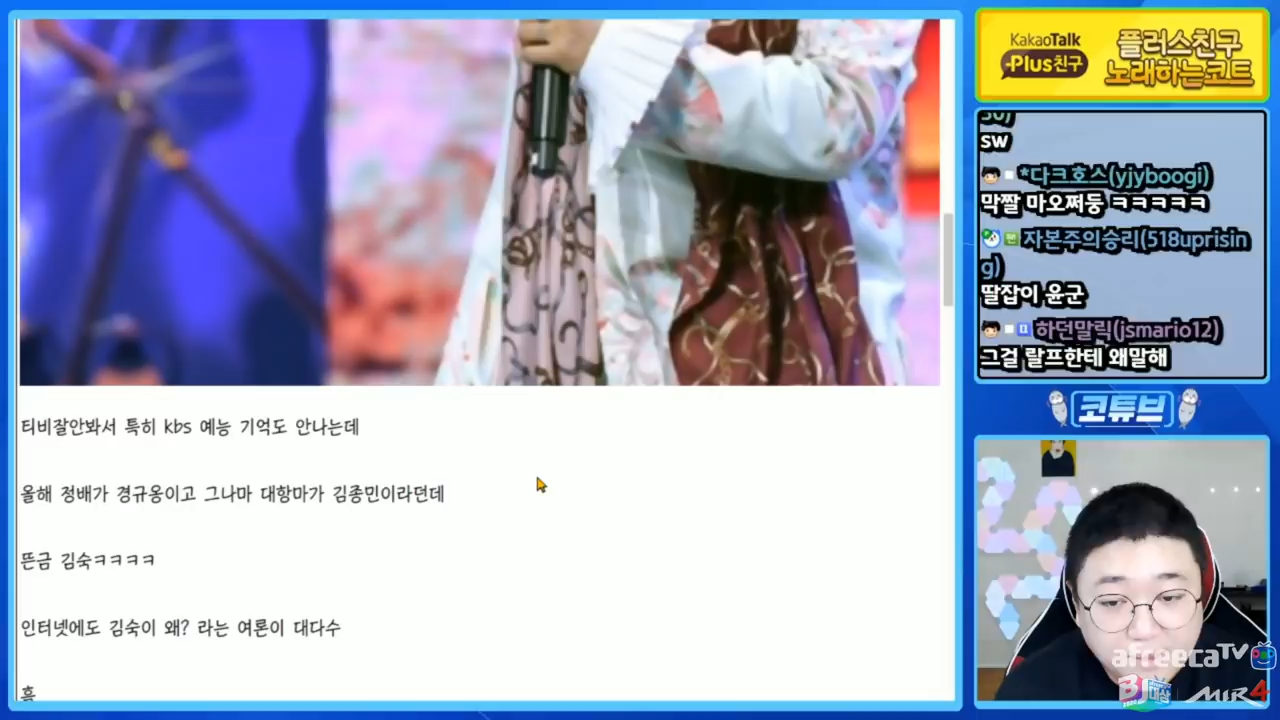 티비잘안봐서 특히 kbs 예능 기억도 안나는데
올해 정배가 경규옹이고 그나마 대항마가 김종민이라던데
뜬금 김숙ㅋㅋㅋㅋ
인터넷에도 김숙이 왜? 라는 여론이 대다수
흠
KakaoTalk
Plus친구
플러스친구
노래하는코트
sw
*다크호스(yjyboogi)
막짤 마오쩌둥 ㅋㅋㅋㅋㅋ
자본주의승리(518uprisin
g)
딸잡이 윤군
하던말릭(jsmario12)
그걸 랄프한테 왜말해
코튜브
afreecaTV
BJ대상
MIR4